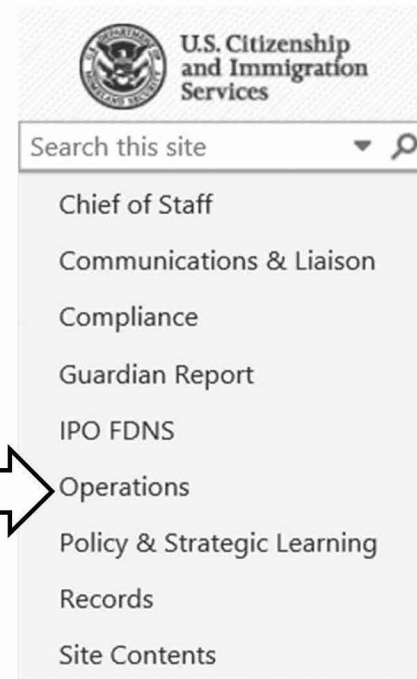 U.S. Citizenship
and Immigration
Services
Search this site
Chief of Staff
Communications & Liaison
Compliance
Guardian Report
IPO FDNS
Operations
Policy & Strategic Learning
Records
Site Contents